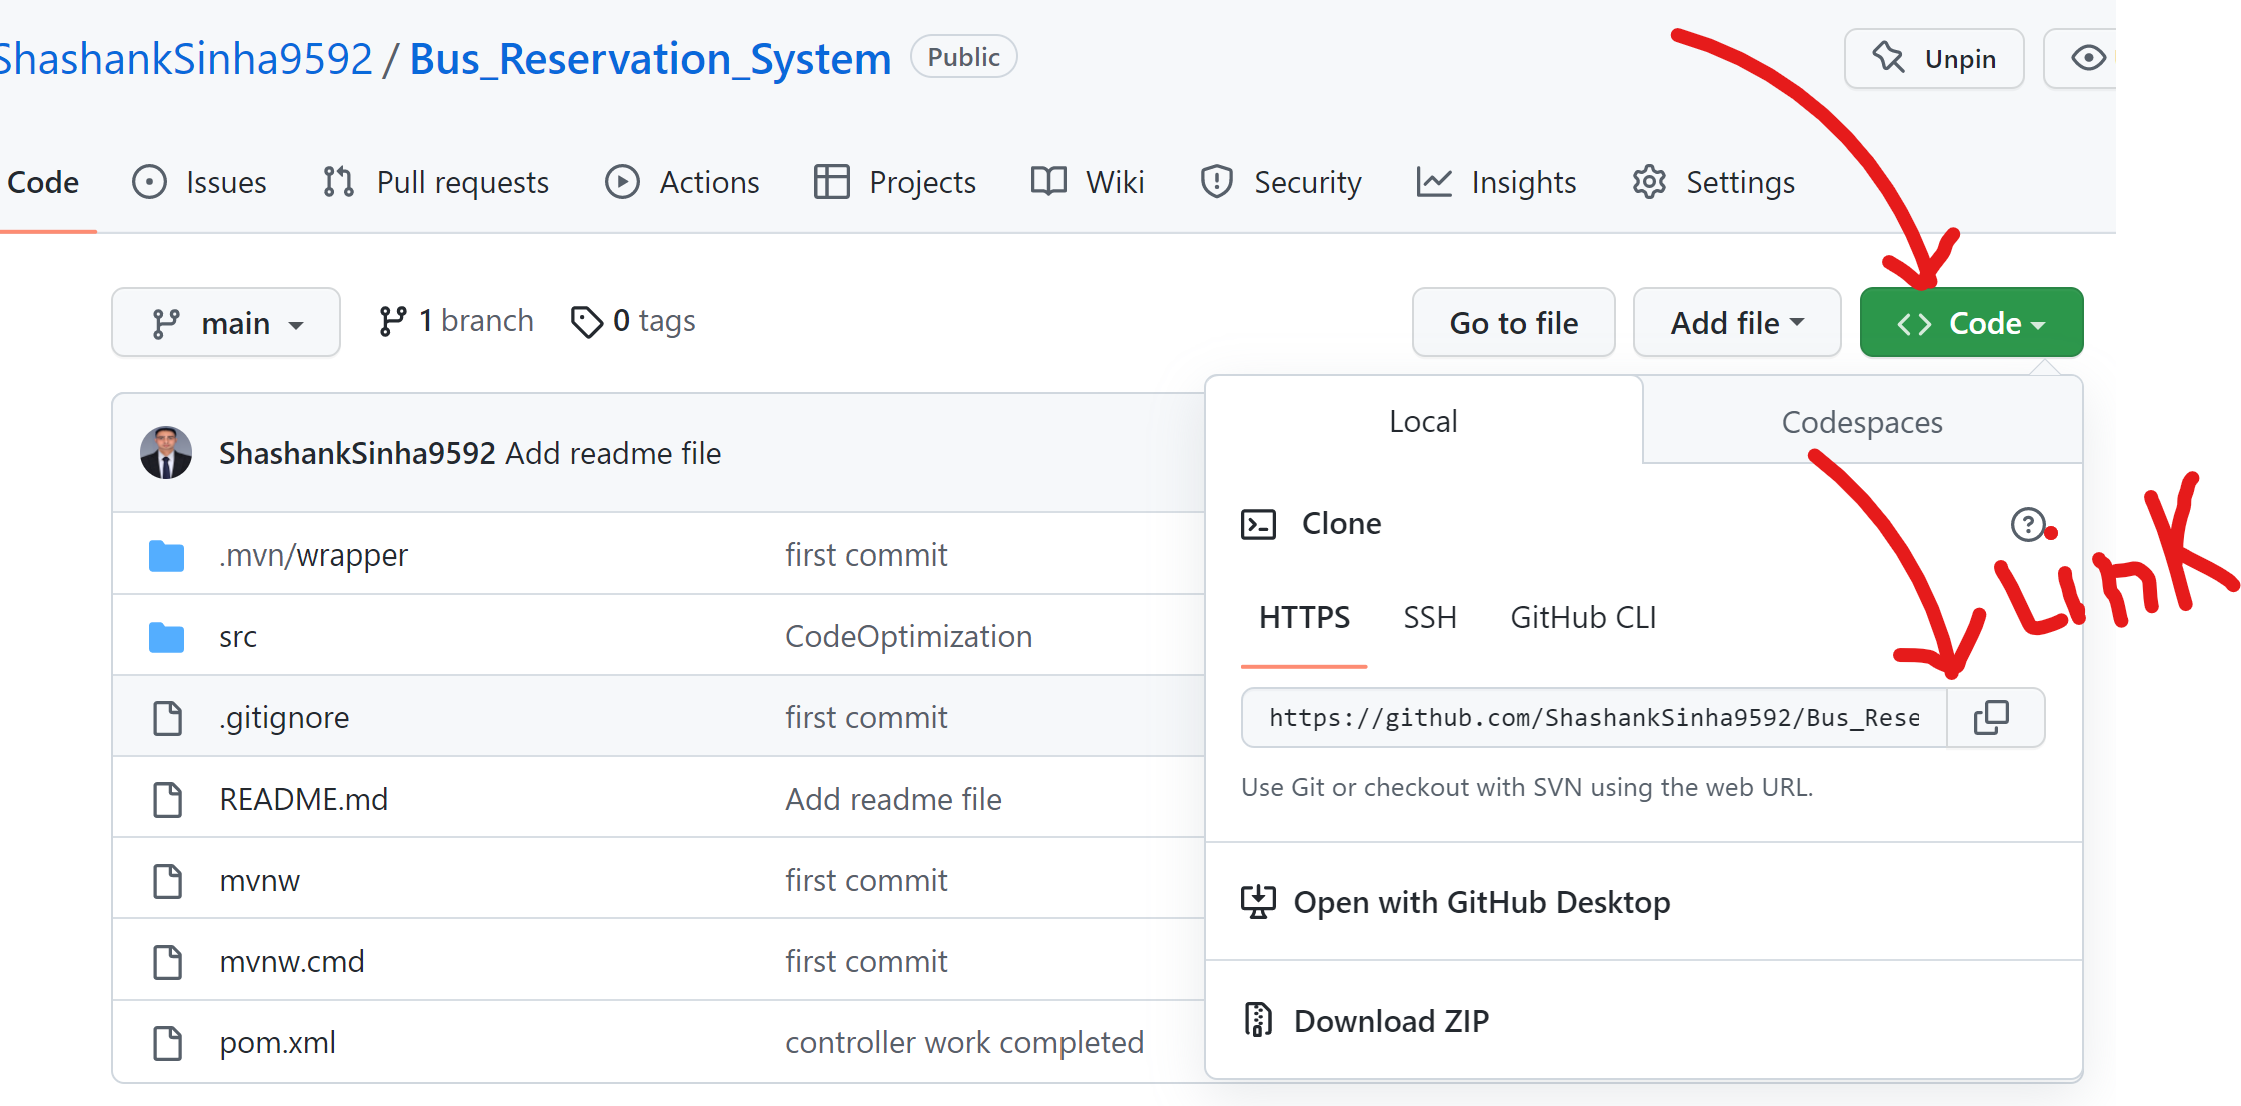 ShashankSinha9592 / Bus_Reservation_System Public Unpin
Code Issues Pull requests Actions Projects Wiki Security Insights Settings
main 1 branch 0 tags Go to file Add file <> Code
ShashankSinha9592 Add readme file
.mvn/wrapper first commit
src CodeOptimization
.gitignore first commit
README.md Add readme file
mvnw first commit
mvnw.cmd first commit
pom.xml controller work completed
Local Codespaces
Clone
Link
HTTPS SSH GitHub CLI
https://github.com/ShashankSinha9592/Bus_Rese
Use Git or checkout with SVN using the web URL.
Open with GitHub Desktop
Download ZIP